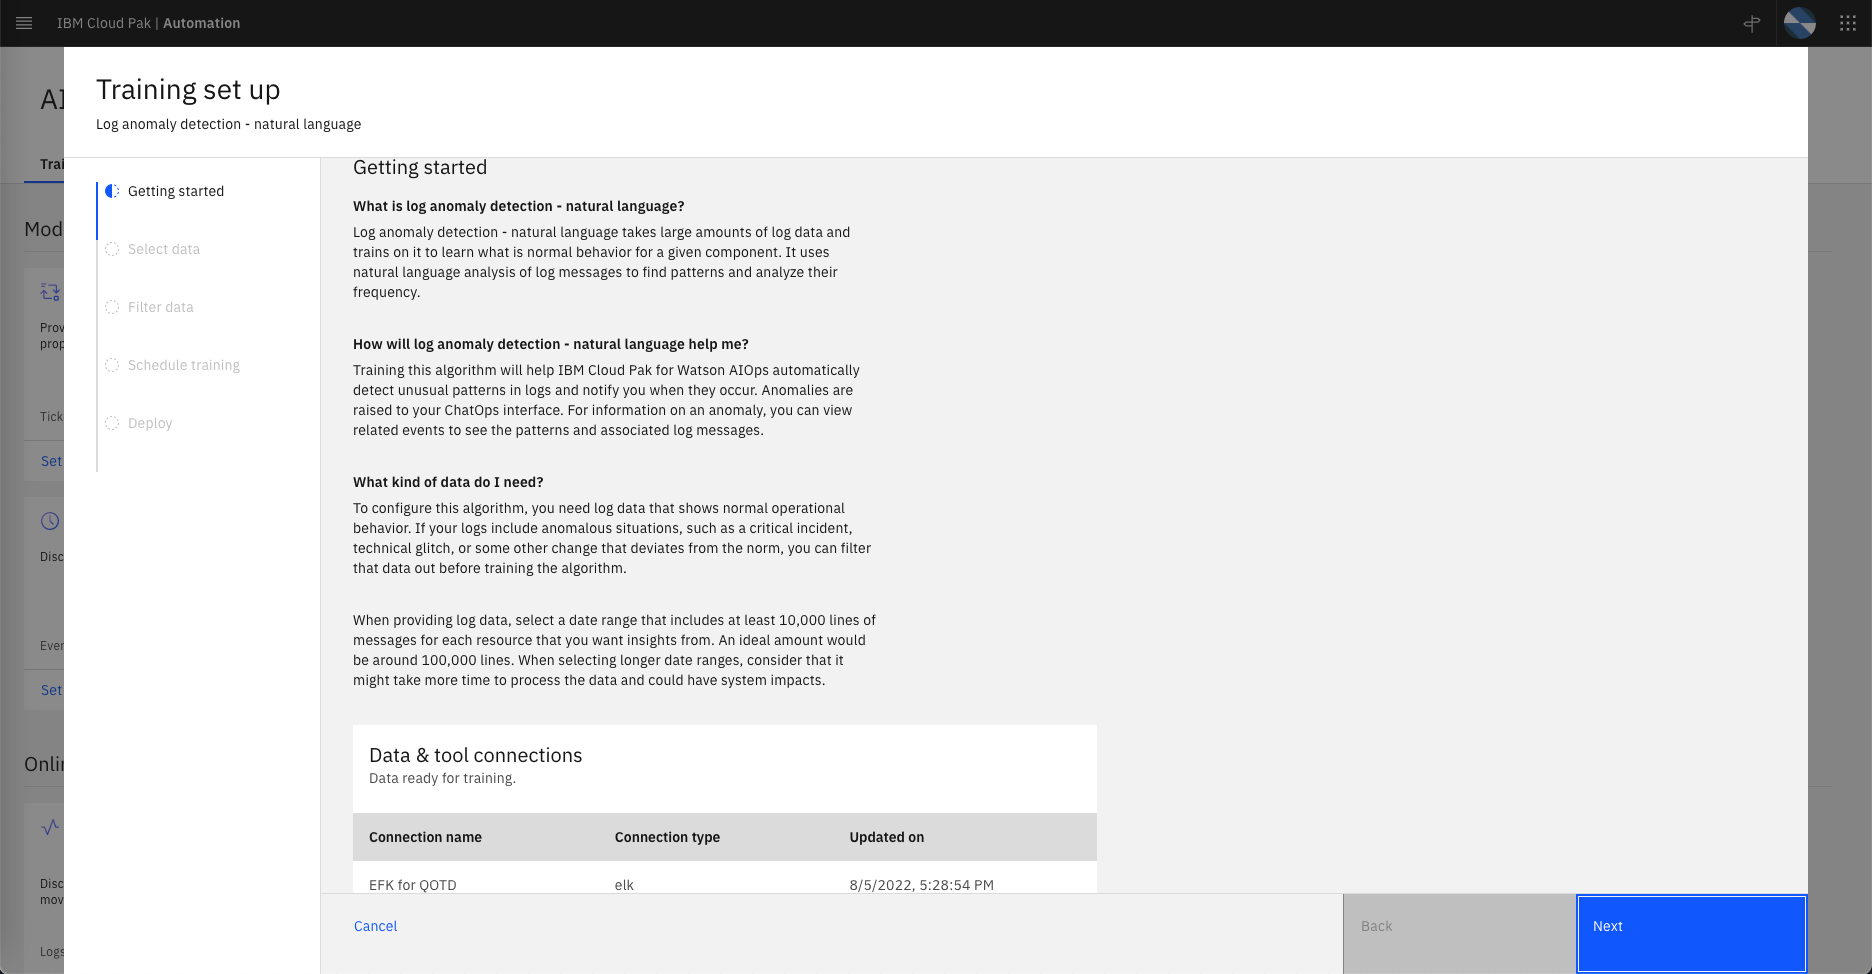 IBM Cloud Pak | Automation
AI
Training set up
Log anomaly detection - natural language
Trai
Getting started
Select data
Filter data
Schedule training
Deploy
Mod
Prov
prop
Tick
Set
Disc
Even
Set
Onlin
Disc
mov
Logs
Getting started
What is log anomaly detection - natural language?
Log anomaly detection - natural language takes large amounts of log data and
trains on it to learn what is normal behavior for a given component. It uses
natural language analysis of log messages to find patterns and analyze their
frequency.
How will log anomaly detection - natural language help me?
Training this algorithm will help IBM Cloud Pak for Watson AIOps automatically
detect unusual patterns in logs and notify you when they occur. Anomalies are
raised to your ChatOps interface. For information on an anomaly, you can view
related events to see the patterns and associated log messages.
What kind of data do I need?
To configure this algorithm, you need log data that shows normal operational
behavior. If your logs include anomalous situations, such as a critical incident,
technical glitch, or some other change that deviates from the norm, you can filter
that data out before training the algorithm.
When providing log data, select a date range that includes at least 10,000 lines of
messages for each resource that you want insights from. An ideal amount would
be around 100,000 lines. When selecting longer date ranges, consider that it
might take more time to process the data and could have system impacts.
Data & tool connections
Data ready for training.
Connection name Connection type Updated on
EFK for QOTD elk 8/5/2022, 5:28:54 PM
Cancel Back Next